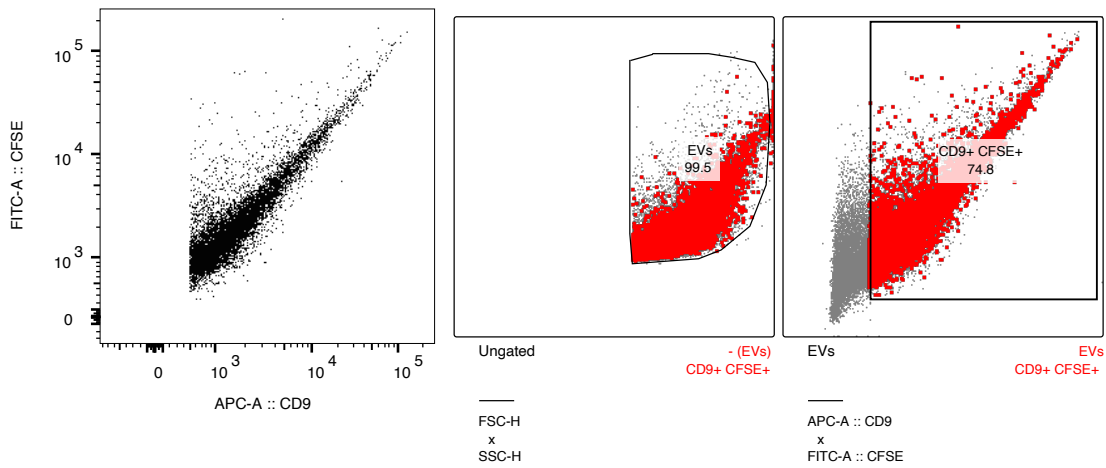 FITC-A :: CFSE
10^5
10^4
10^3
0
0
10^3
10^4
10^5
APC-A :: CD9
EVs
99.5
Ungated
- (EVs)
CD9+ CFSE+
FSC-H
x
SSC-H
CD9+ CFSE+
74.8
EVs
EVs
CD9+ CFSE+
APC-A :: CD9
x
FITC-A :: CFSE